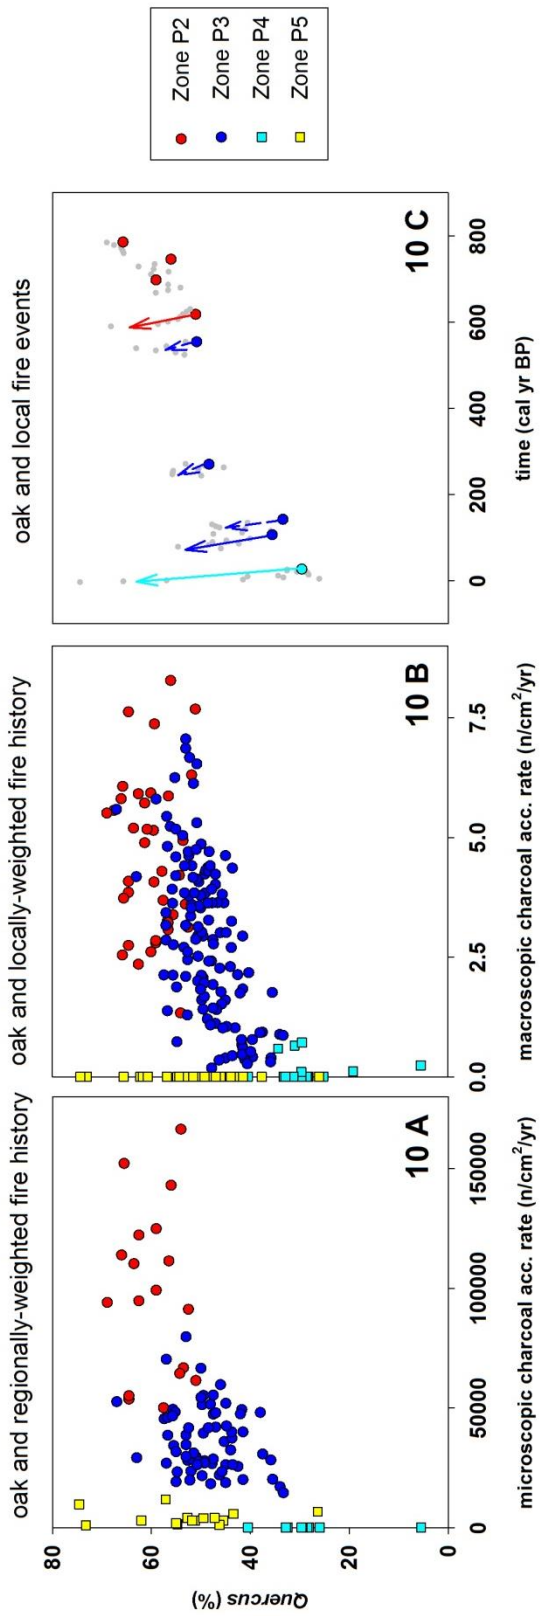 oak and regionally-weighted fire history
oak and locally-weighted fire history
oak and local fire events
Quercus (%)
80
60
40
20
0
10 A
0
50000
100000
150000
microscopic charcoal acc. rate (n/cm²/yr)
10 B
0.0
2.5
5.0
7.5
macroscopic charcoal acc. rate (n/cm²/yr)
10 C
0
200
400
600
800
time (cal yr BP)
Zone P2
Zone P3
Zone P4
Zone P5